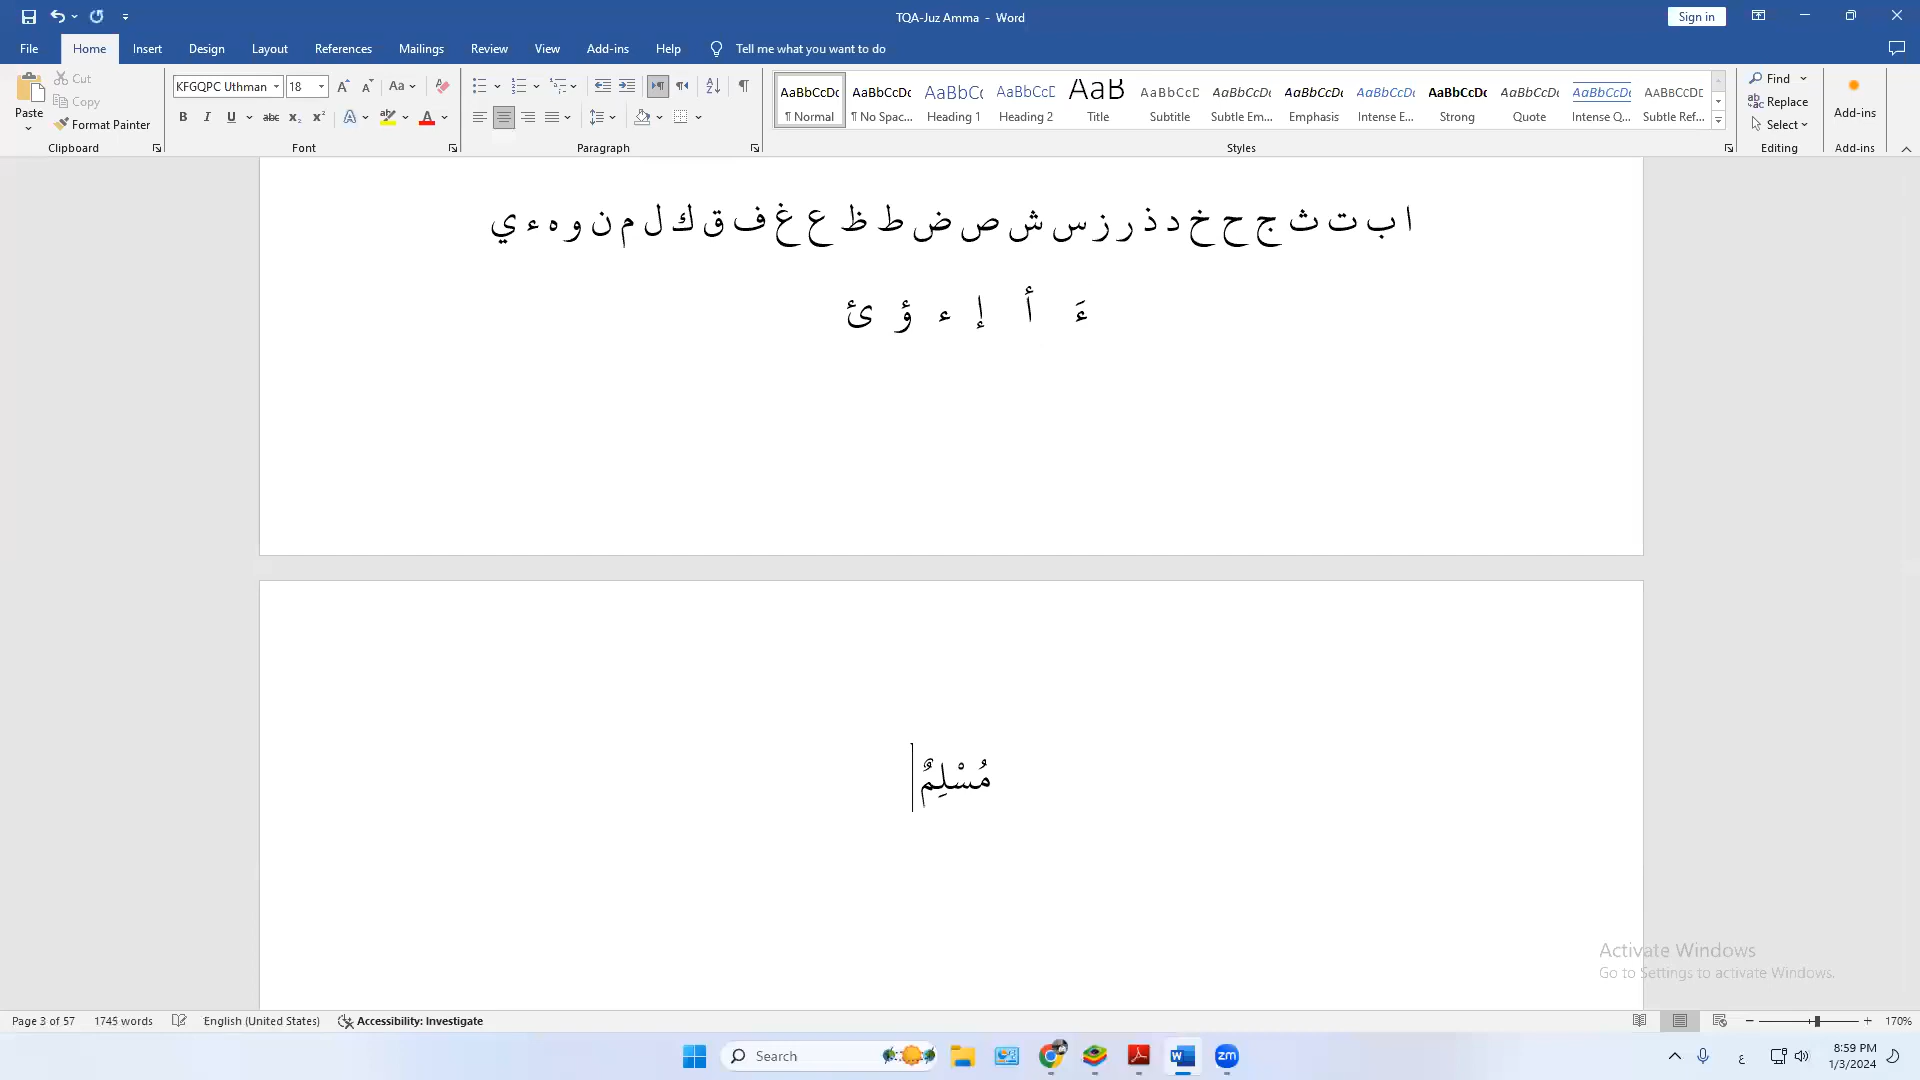 TQA-Juz Amma - Word
Sign in
File Home Insert Design Layout References Mailings Review View Add-ins Help Tell me what you want to do
Paste
Cut
Copy
Format Painter
Clipboard
KFGQPC Uthman 18
Font
Paragraph
AaBbCcDc ¶ Normal
AaBbCcDc ¶ No Spac...
AaBbCc Heading 1
AaBbCcD Heading 2
AaB Title
AaBbCcD Subtitle
AaBbCcDc Subtle Em...
AaBbCcDc Emphasis
AaBbCcDc Intense E...
AaBbCcDc Strong
AaBbCcDc Quote
AaBbCcDc Intense Q...
AABBCCDE Subtle Ref...
Styles
Find
Replace
Select
Editing
Add-ins
Add-ins
ا ب ت ث ج ح خ د ذ ر ز س ش ص ض ط ظ ع غ ف ق ك ل م ن و ه ء ي
ءَ أ إ ء ؤ ئ
مُسْلِمٌ
Activate Windows
Go to Settings to activate Windows.
Page 3 of 57 1745 words English (United States) Accessibility: Investigate 170%
Search
zm
ع
8:59 PM
1/3/2024